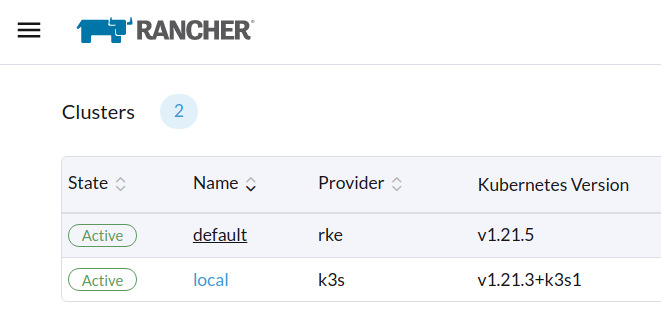 RANCHER®
Clusters 2
State Name Provider Kubernetes Version
Active default rke v1.21.5
Active local k3s v1.21.3+k3s1